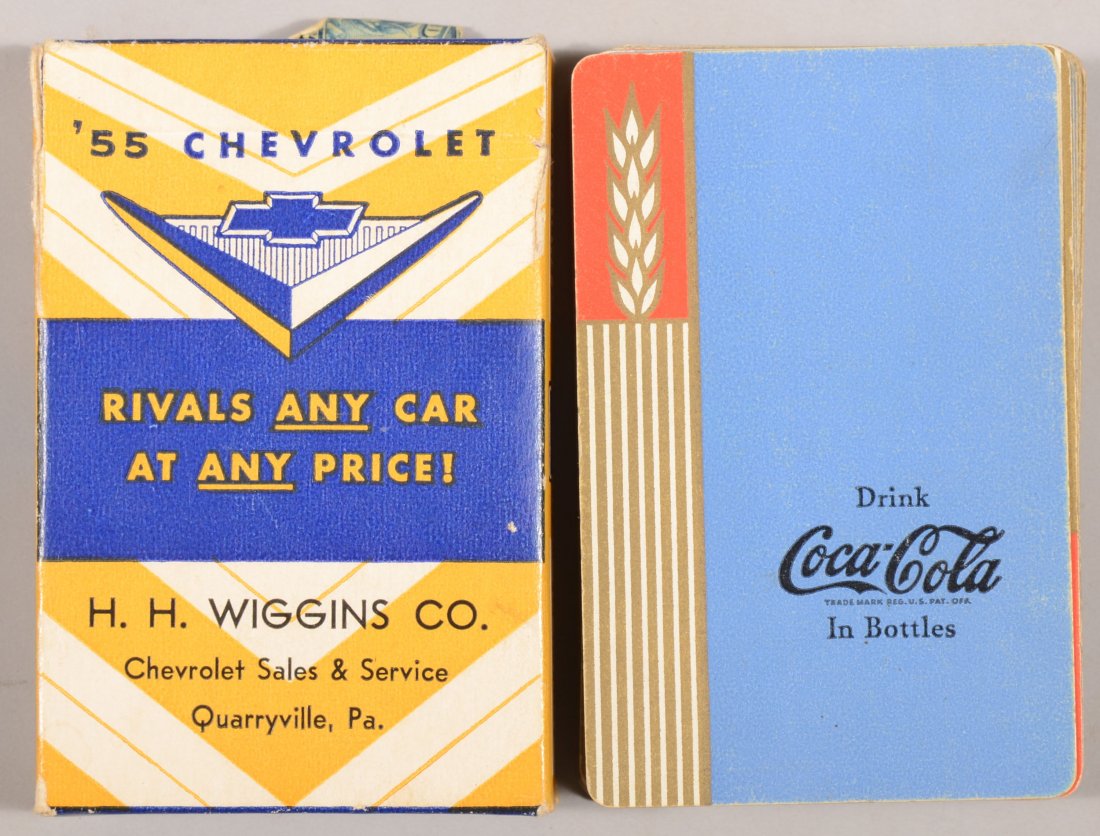 '55 CHEVROLET
RIVALS ANY CAR
AT ANY PRICE!
H. H. WIGGINS CO.
Chevrolet Sales & Service
Quarryville, Pa.
Drink
Coca-Cola
TRADE MARK REG. U.S. PAT. OFF.
In Bottles